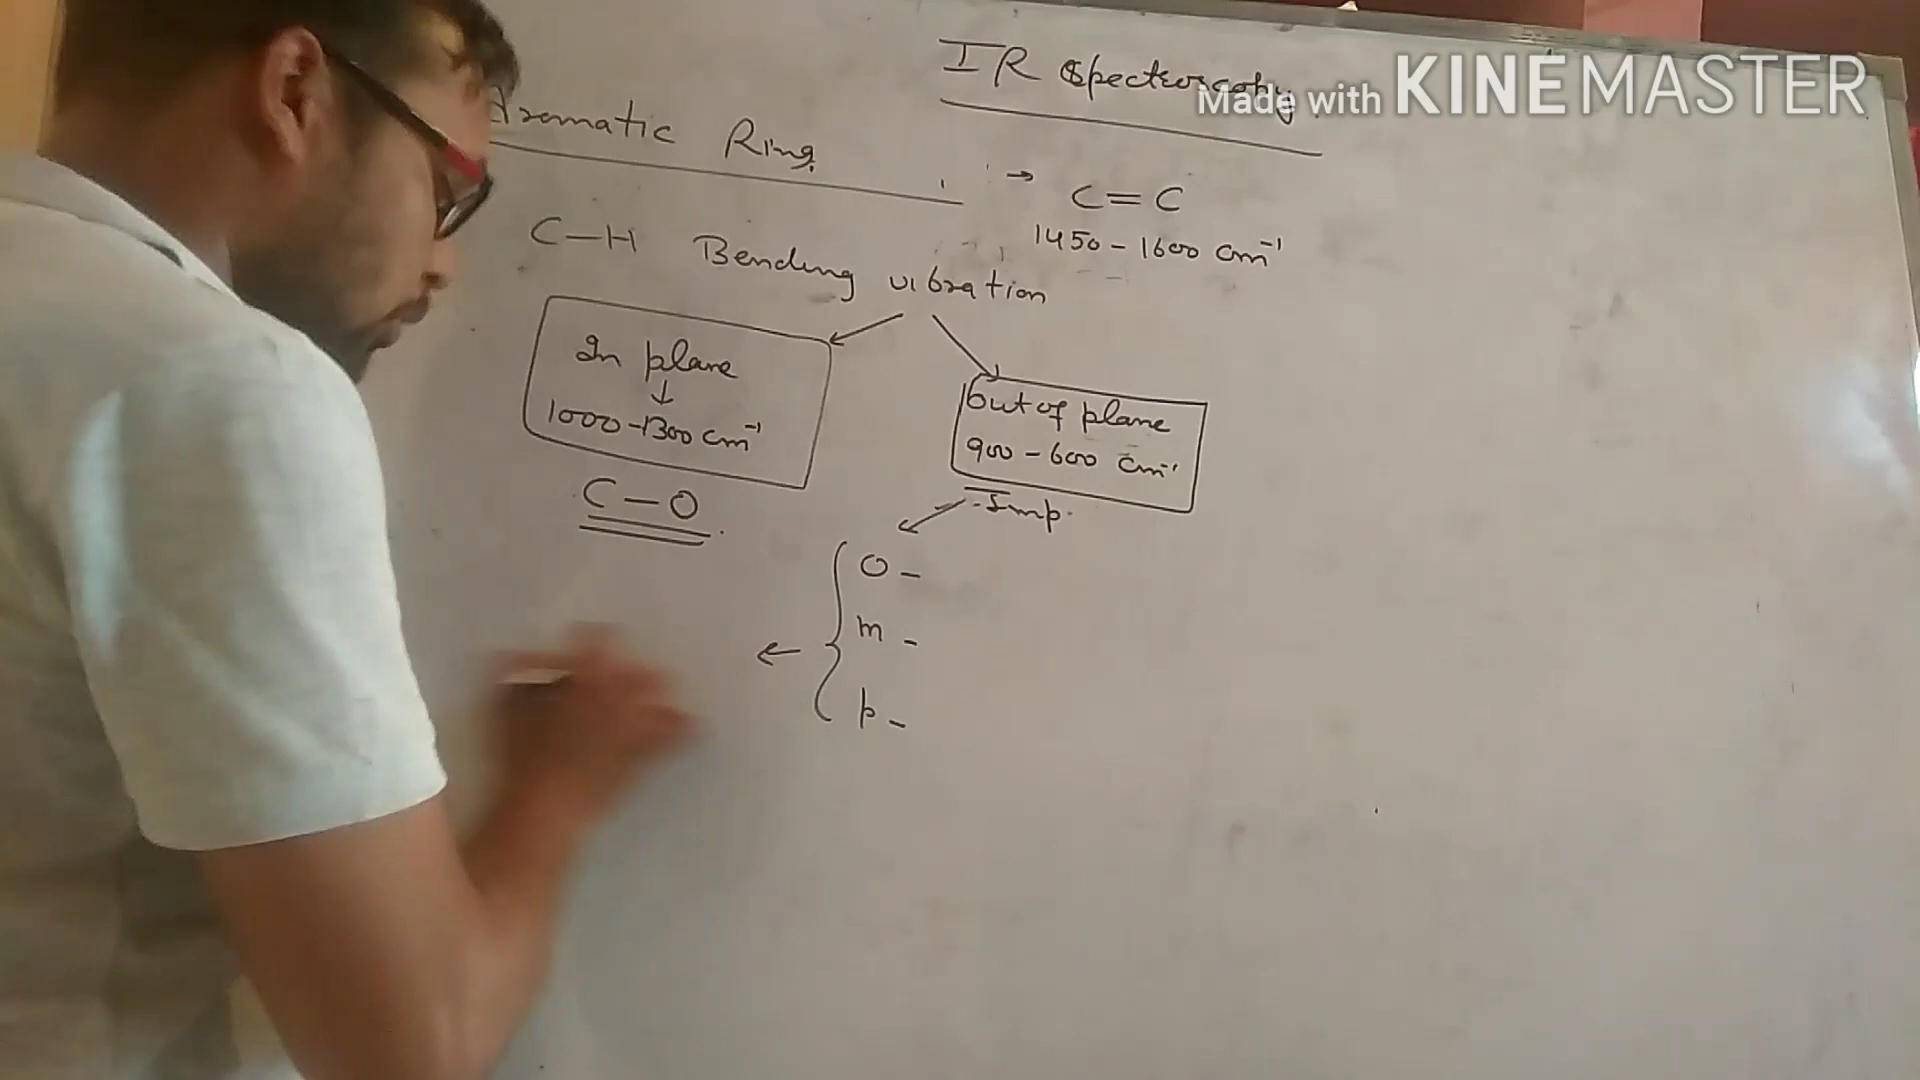 IR Spectroscopy.
Made with KINEMASTER
Aromatic Ring.
→ C=C
1450-1600 cm⁻¹
C-H Bending vibration
In plane
↓
1000-1300 cm⁻¹
out of plane
900-600 cm⁻¹
C-O
Imp.
O-
m-
p-